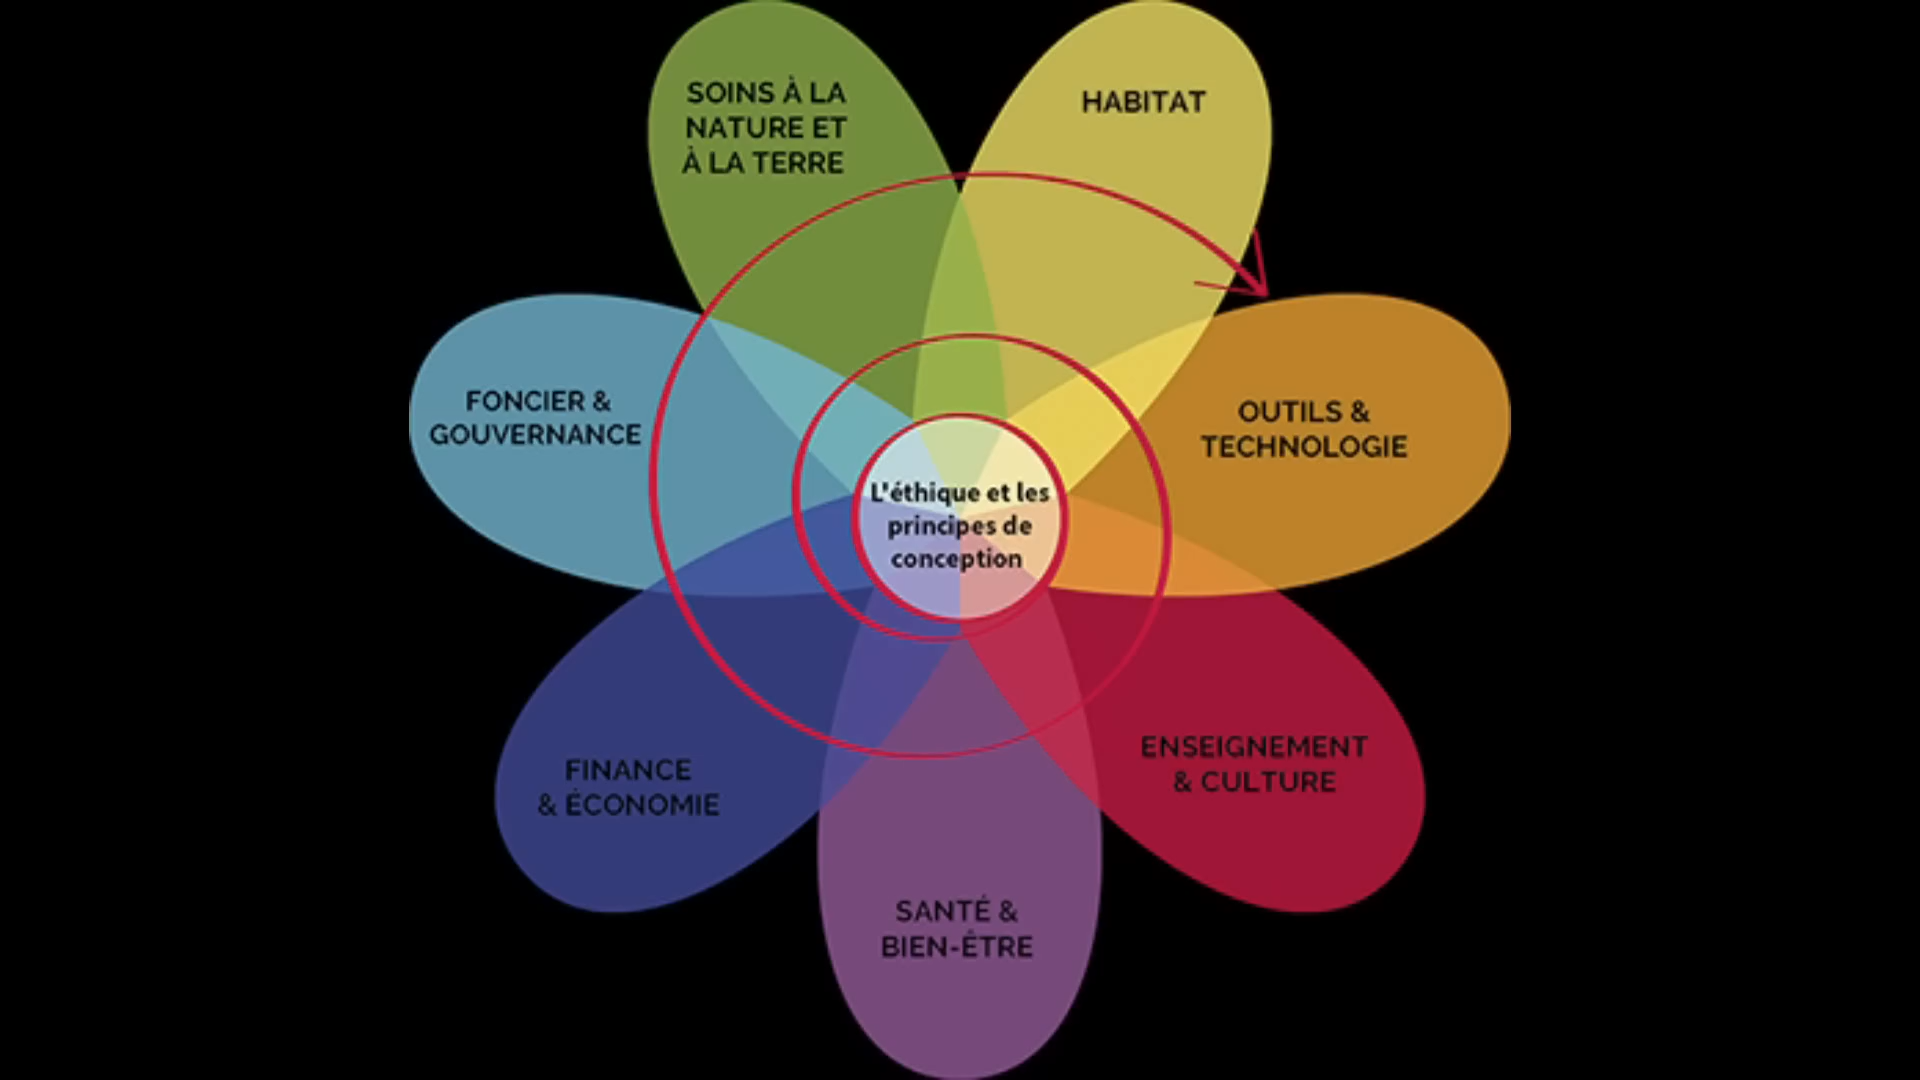 SOINS À LA
NATURE ET
À LA TERRE
HABITAT
FONCIER &
GOUVERNANCE
OUTILS &
TECHNOLOGIE
L'éthique et les
principes de
conception
FINANCE
& ÉCONOMIE
ENSEIGNEMENT
& CULTURE
SANTÉ &
BIEN-ÊTRE